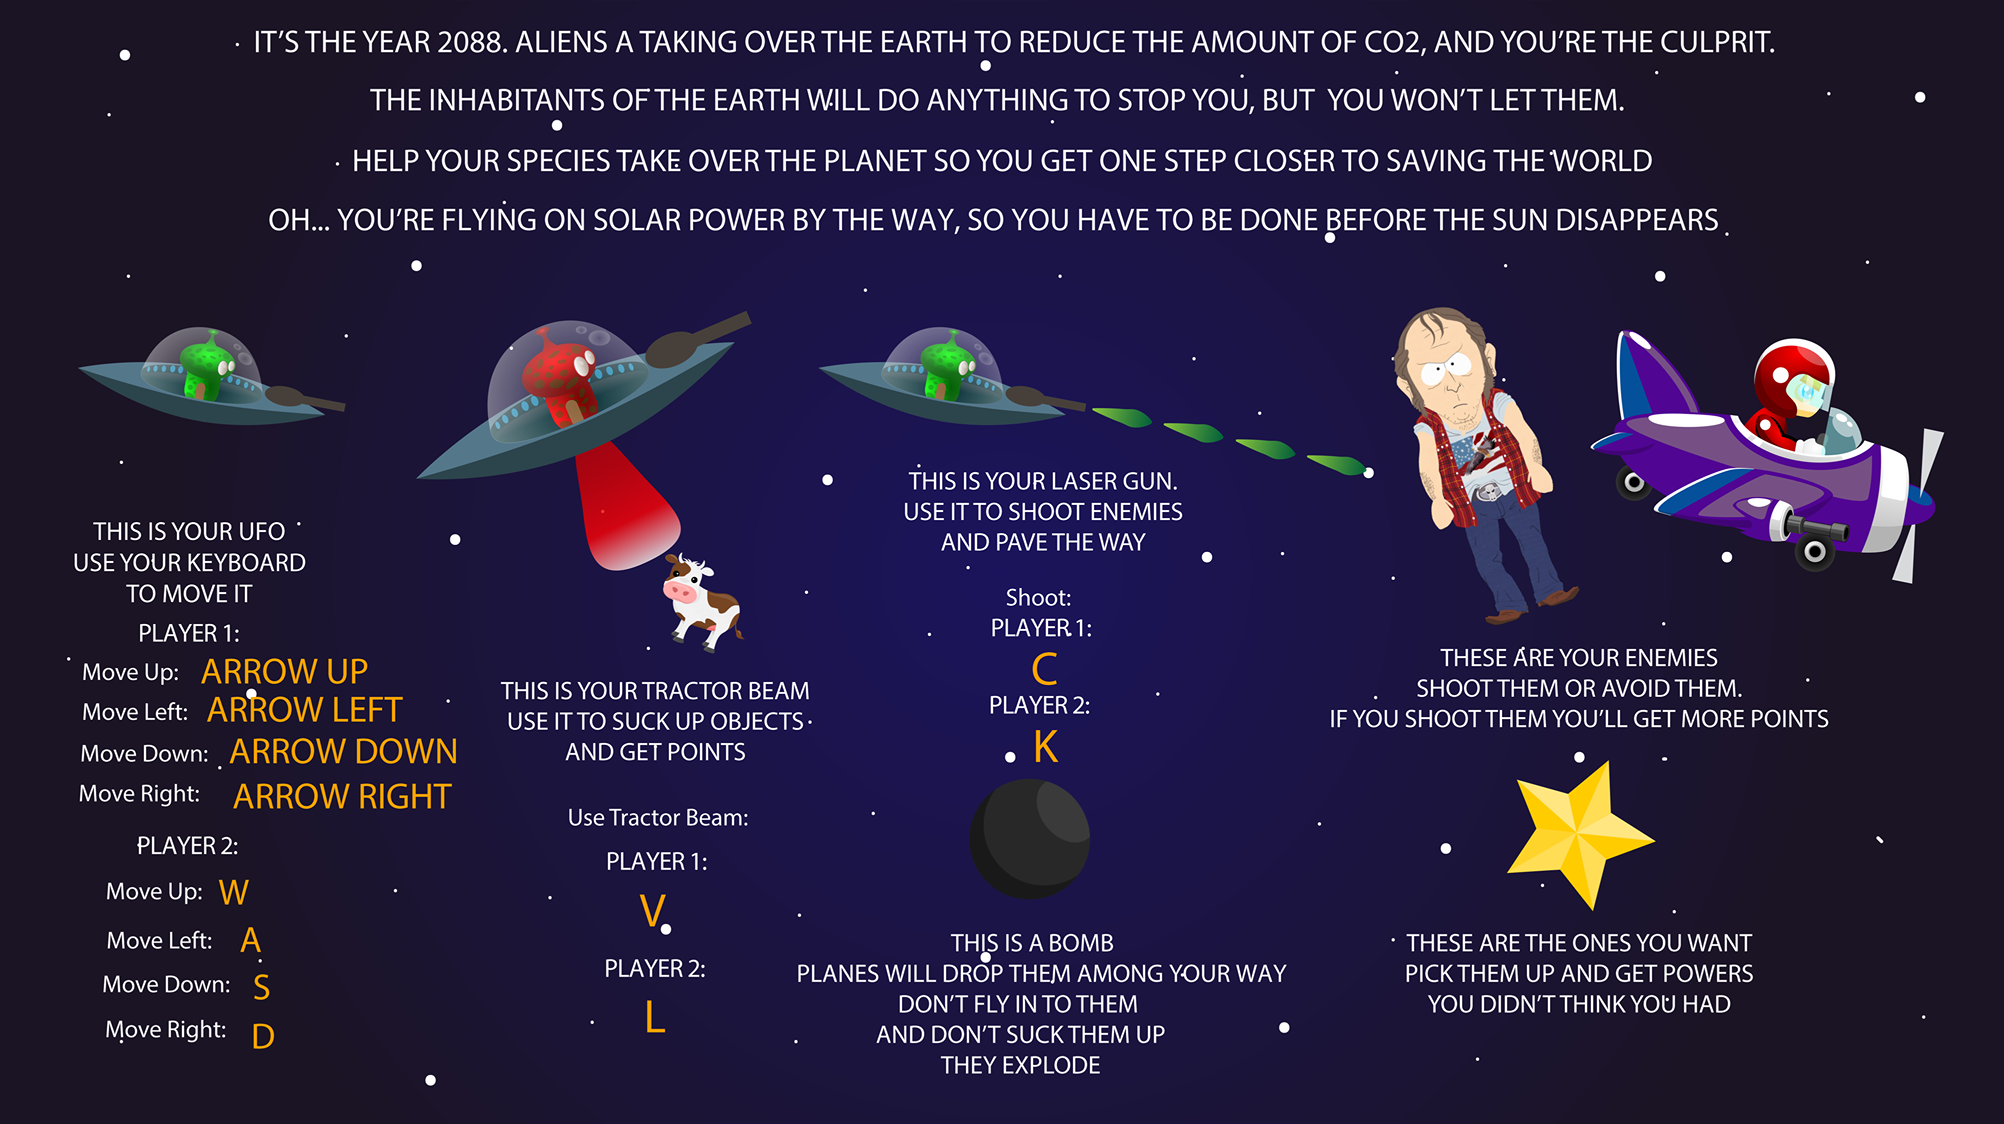 IT'S THE YEAR 2088. ALIENS A TAKING OVER THE EARTH TO REDUCE THE AMOUNT OF CO2, AND YOU'RE THE CULPRIT.
THE INHABITANTS OF THE EARTH WILL DO ANYTHING TO STOP YOU, BUT YOU WON'T LET THEM.
HELP YOUR SPECIES TAKE OVER THE PLANET SO YOU GET ONE STEP CLOSER TO SAVING THE WORLD
OH... YOU'RE FLYING ON SOLAR POWER BY THE WAY, SO YOU HAVE TO BE DONE BEFORE THE SUN DISAPPEARS
THIS IS YOUR UFO
USE YOUR KEYBOARD
TO MOVE IT
PLAYER 1:
Move Up: ARROW UP
Move Left: ARROW LEFT
Move Down: ARROW DOWN
Move Right: ARROW RIGHT
PLAYER 2:
Move Up: W
Move Left: A
Move Down: S
Move Right: D
THIS IS YOUR TRACTOR BEAM
USE IT TO SUCK UP OBJECTS
AND GET POINTS
Use Tractor Beam:
PLAYER 1:
V
PLAYER 2:
L
THIS IS YOUR LASER GUN.
USE IT TO SHOOT ENEMIES
AND PAVE THE WAY
Shoot:
PLAYER 1:
C
PLAYER 2:
K
THIS IS A BOMB
PLANES WILL DROP THEM AMONG YOUR WAY
DON'T FLY IN TO THEM
AND DON'T SUCK THEM UP
THEY EXPLODE
THESE ARE YOUR ENEMIES
SHOOT THEM OR AVOID THEM.
IF YOU SHOOT THEM YOU'LL GET MORE POINTS
THESE ARE THE ONES YOU WANT
PICK THEM UP AND GET POWERS
YOU DIDN'T THINK YOU HAD